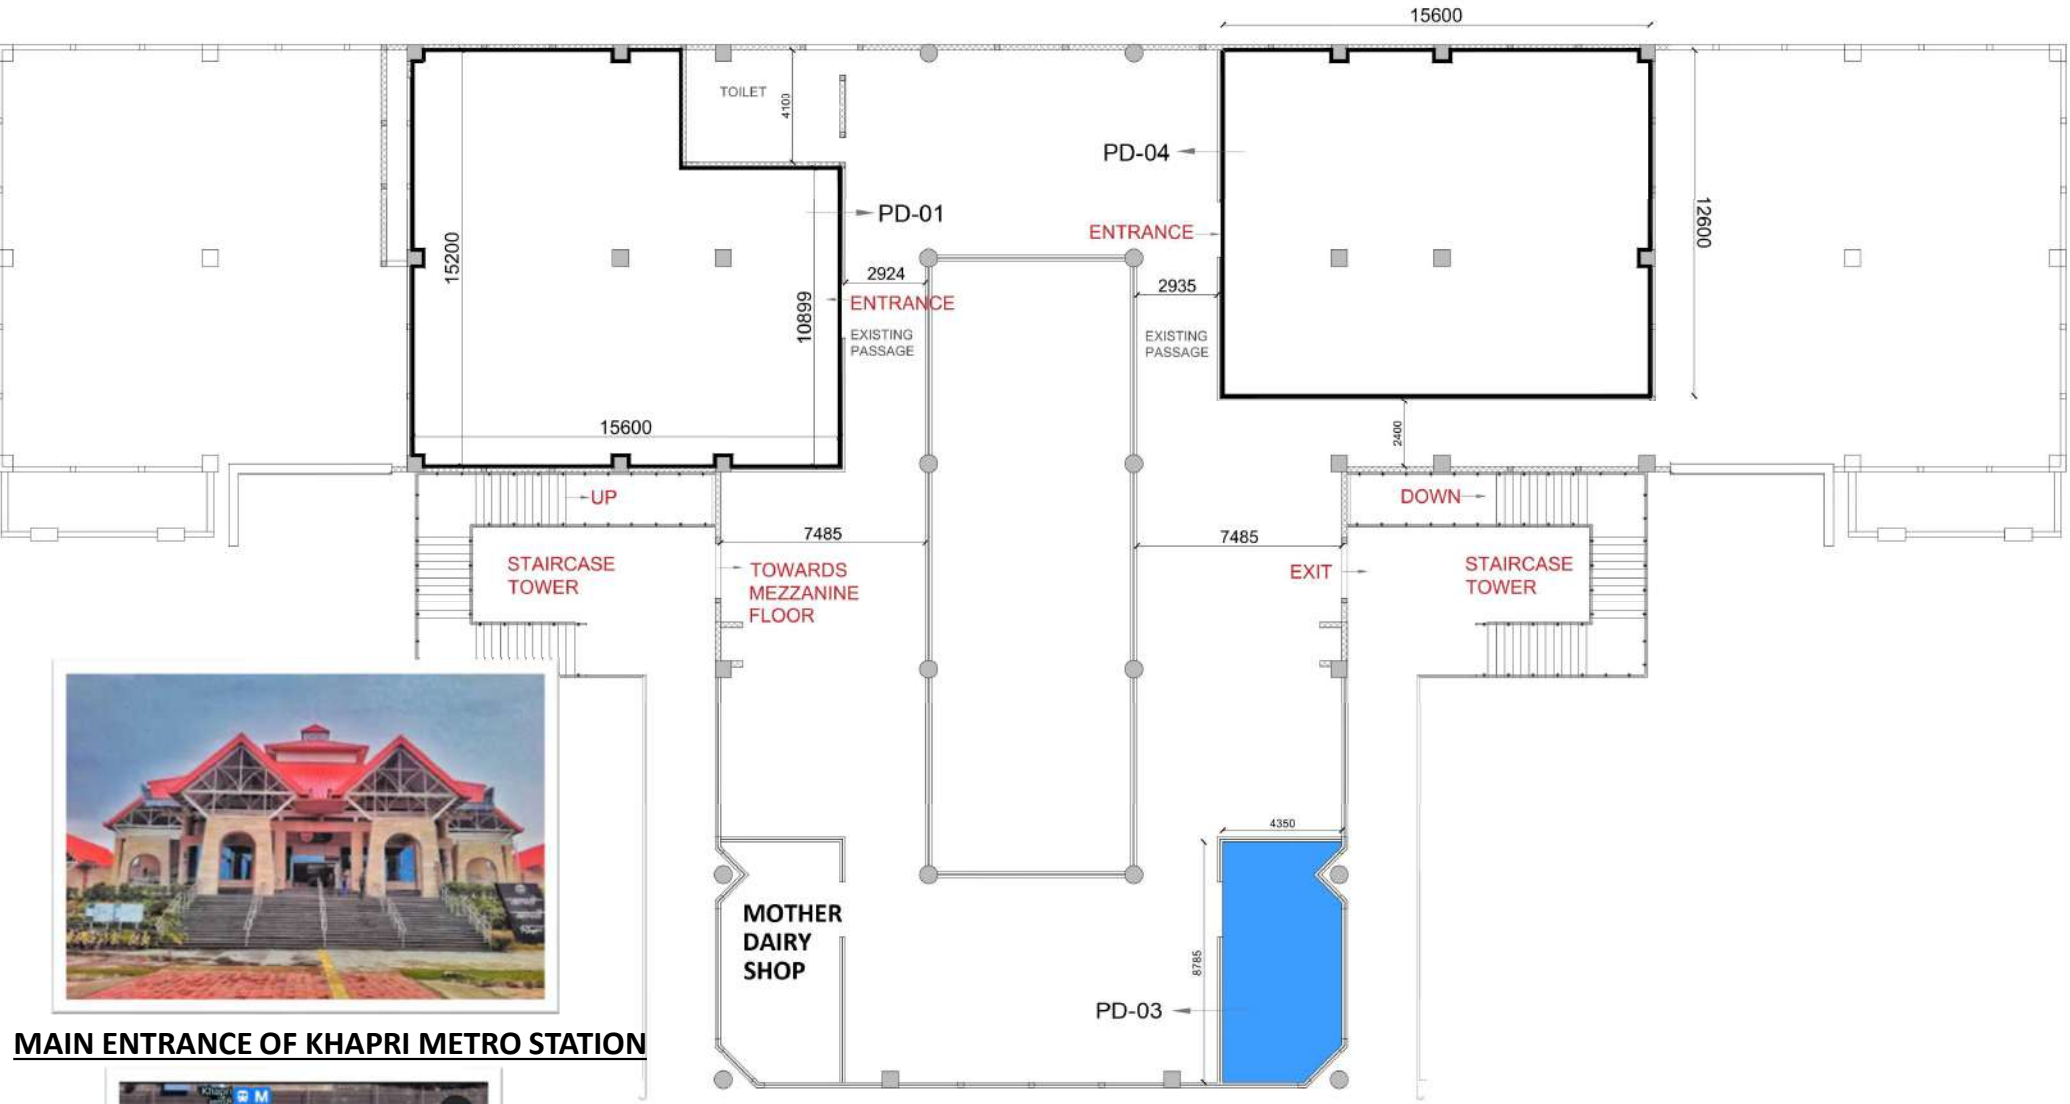 15600
TOILET
4100
PD-04
PD-01
12600
ENTRANCE
15200
2924
2935
ENTRANCE
10899
EXISTING
PASSAGE
EXISTING
PASSAGE
15600
2400
UP
DOWN
7485
7485
STAIRCASE
TOWER
TOWARDS
MEZZANINE
FLOOR
EXIT
STAIRCASE
TOWER
4350
MOTHER
DAIRY
SHOP
8785
PD-03
MAIN ENTRANCE OF KHAPRI METRO STATION
Khapri
M